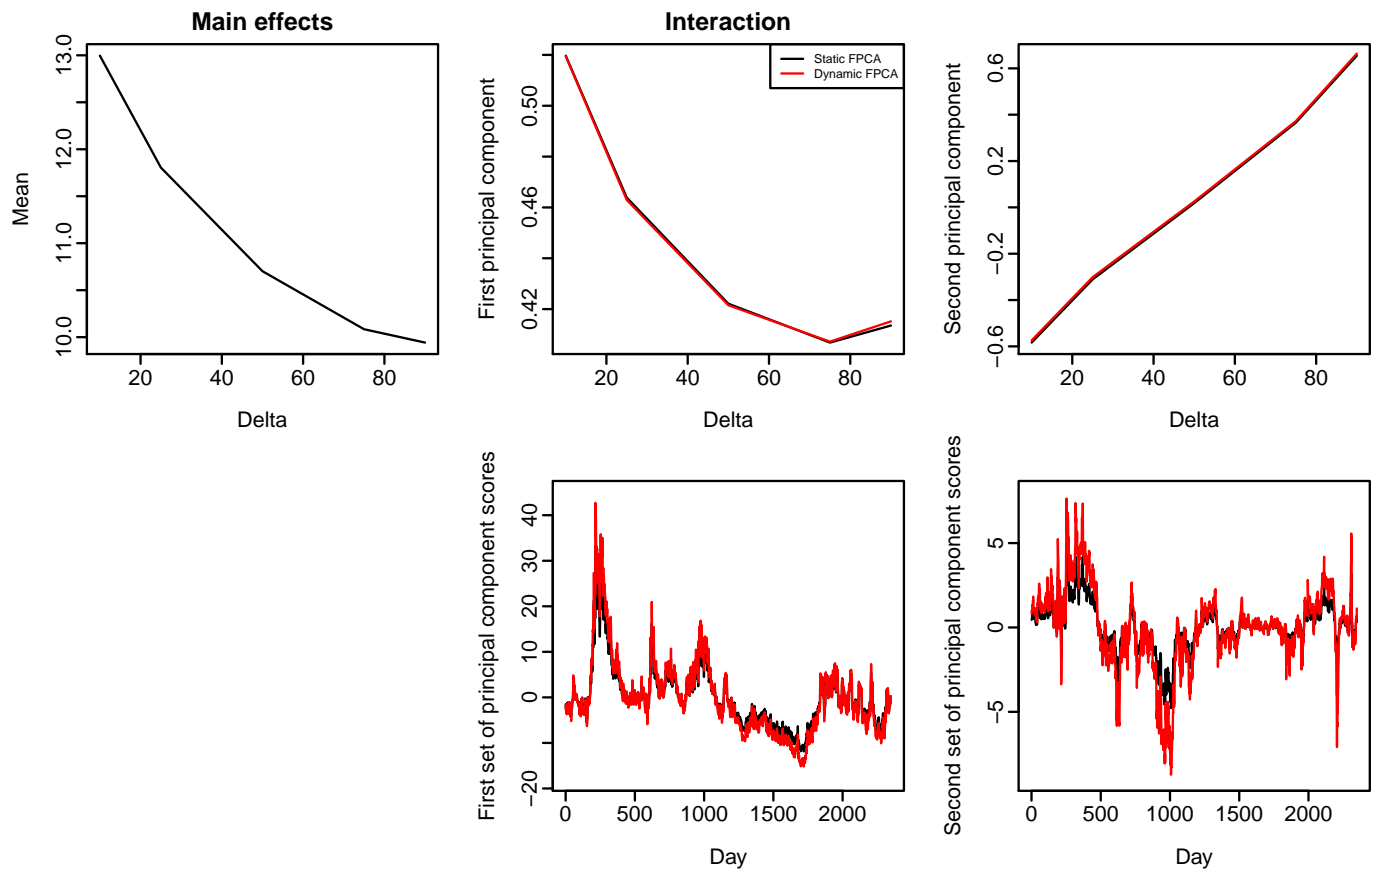 Main effects
Mean
13.0
12.0
11.0
10.0
20 40 60 80
Delta
Interaction
First principal component
0.50
0.46
0.42
Static FPCA
Dynamic FPCA
20 40 60 80
Delta
Second principal component
0.6
0.2
−0.2
−0.6
20 40 60 80
Delta
First set of principal component scores
40
30
20
10
0
−20
0 500 1000 2000
Day
Second set of principal component scores
5
0
−5
0 500 1000 2000
Day